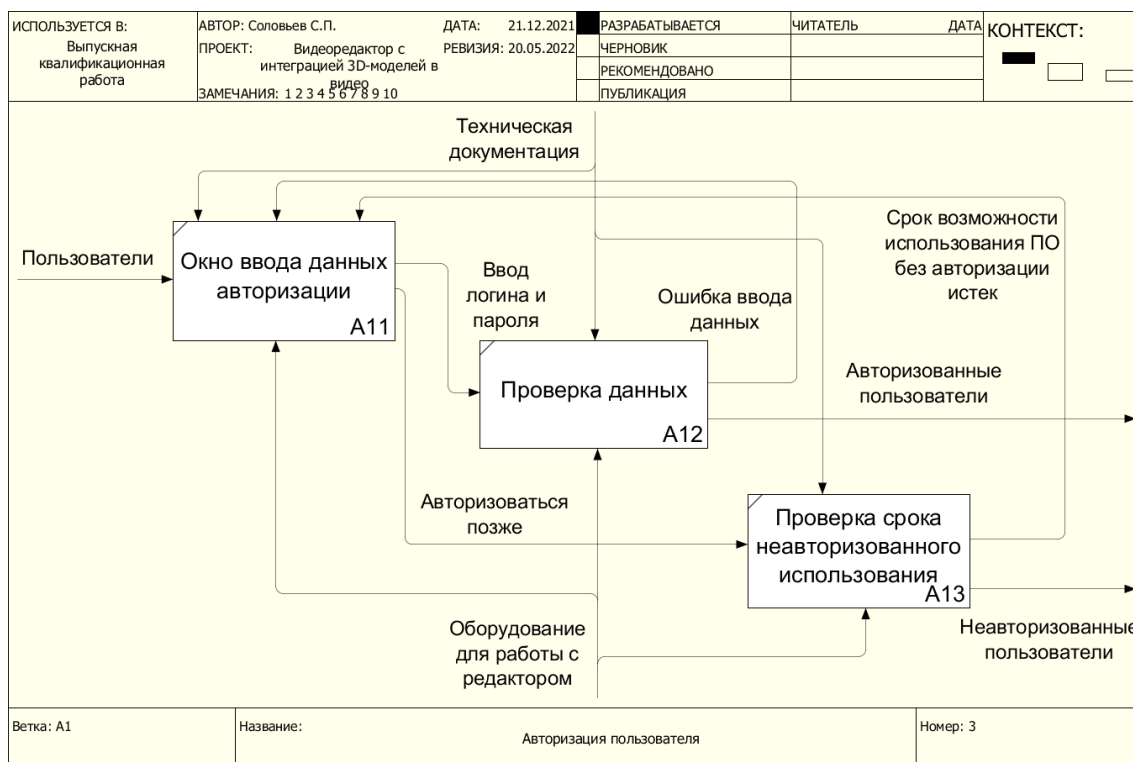 ИСПОЛЬЗУЕТСЯ В:
Выпускная
квалификационная
работа
АВТОР: Соловьев С.П.
ДАТА: 21.12.2021
ПРОЕКТ: Видеоредактор с
интеграцией 3D-моделей в
видео
РЕВИЗИЯ: 20.05.2022
ЗАМЕЧАНИЯ: 1 2 3 4 5 6 7 8 9 10
РАЗРАБАТЫВАЕТСЯ
ЧЕРНОВИК
РЕКОМЕНДОВАНО
ПУБЛИКАЦИЯ
ЧИТАТЕЛЬ
ДАТА
КОНТЕКСТ:
Техническая
документация
Пользователи
Окно ввода данных
авторизации
A11
Ввод
логина и
пароля
Ошибка ввода
данных
Срок возможности
использования ПО
без авторизации
истек
Проверка данных
A12
Авторизованные
пользователи
Авторизоваться
позже
Проверка срока
неавторизованного
использования
A13
Оборудование
для работы с
редактором
Неавторизованные
пользователи
Ветка: A1
Название:
Авторизация пользователя
Номер: 3